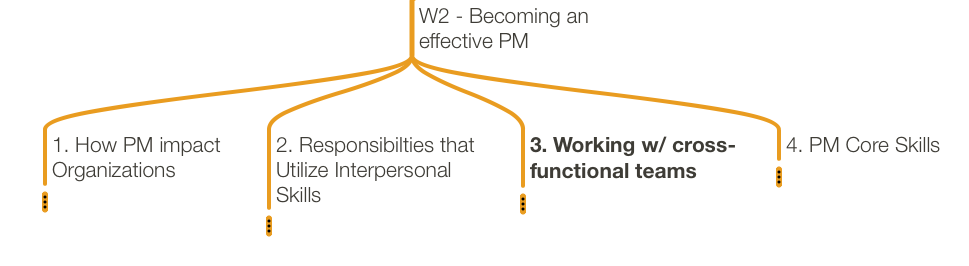 W2 - Becoming an
effective PM
1. How PM impact
Organizations
2. Responsibilties that
Utilize Interpersonal
Skills
3. Working w/ cross-
functional teams
4. PM Core Skills